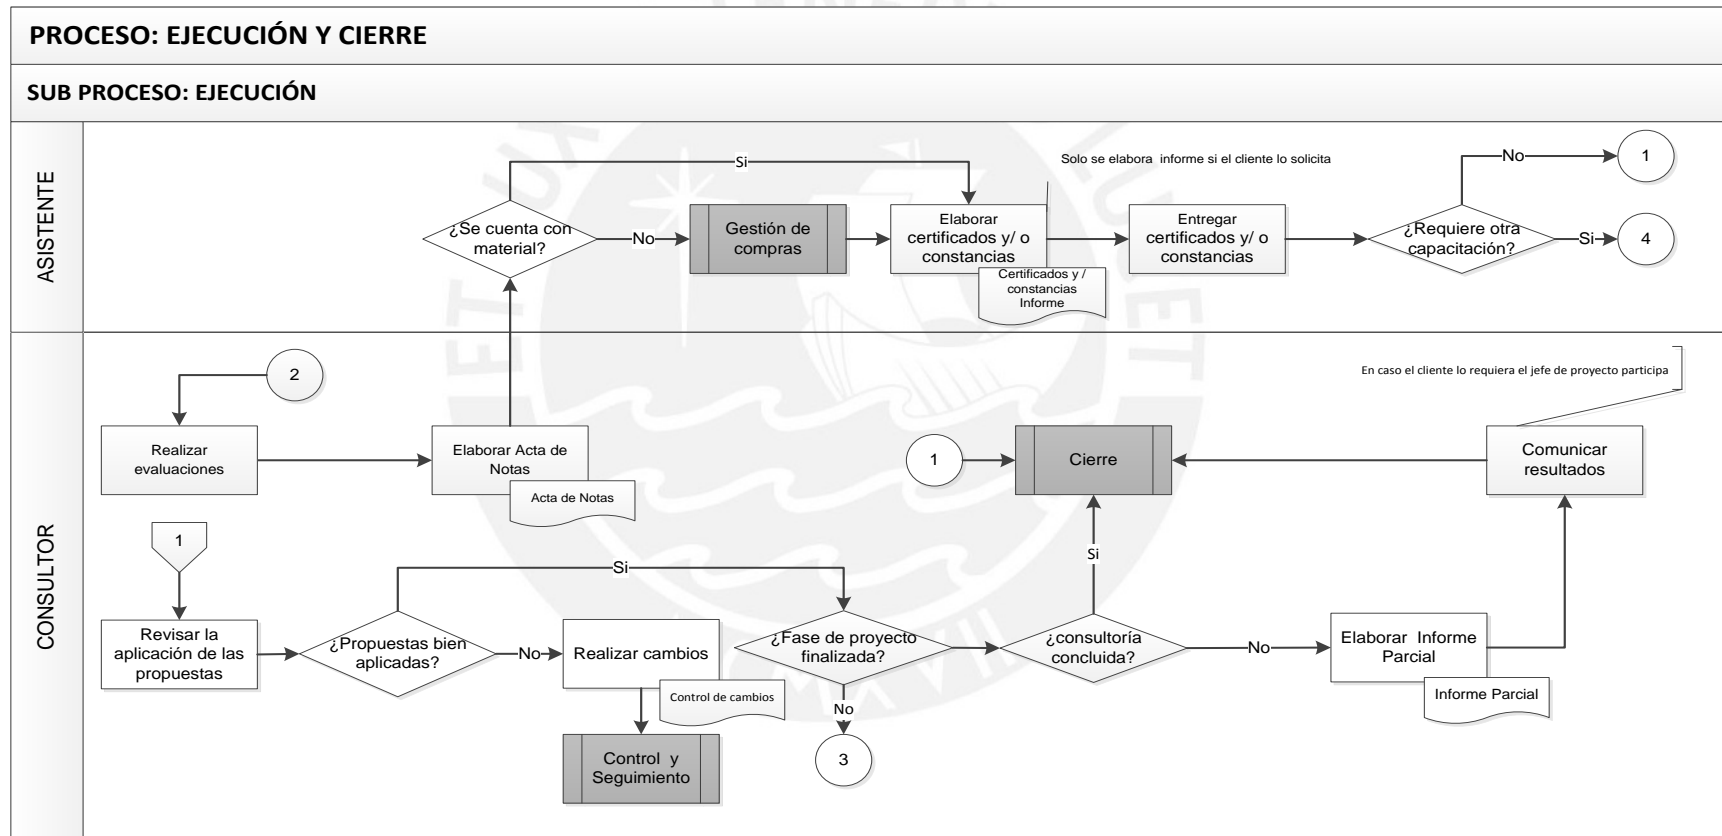 PROCESO: EJECUCIÓN Y CIERRE
SUB PROCESO: EJECUCIÓN
ASISTENTE
Si
Solo se elabora informe si el cliente lo solicita
No
1
¿Se cuenta con
material?
No
Gestión de
compras
Elaborar
certificados y/ o
constancias
Certificados y /
constancias
Informe
Entregar
certificados y/ o
constancias
¿Requiere otra
capacitación?
Si
4
CONSULTOR
2
En caso el cliente lo requiera el jefe de proyecto participa
Realizar
evaluaciones
Elaborar Acta de
Notas
Acta de Notas
1
Cierre
Comunicar
resultados
1
Si
Si
Revisar la
aplicación de las
propuestas
¿Propuestas bien
aplicadas?
No
Realizar cambios
Control de cambios
¿Fase de proyecto
finalizada?
¿consultoría
concluida?
No
Elaborar Informe
Parcial
Informe Parcial
No
Control y
Seguimiento
3
ET LUX
LUCET
MCMXVII